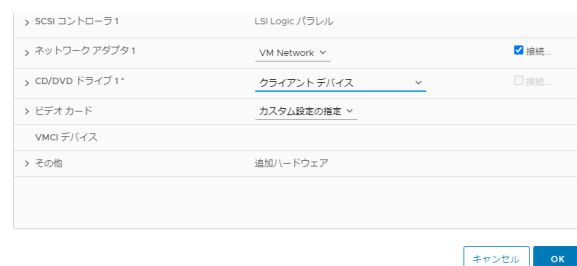 SCSI コントローラ 1 LSI Logic パラレル
ネットワーク アダプタ 1 VM Network 接続...
CD/DVD ドライブ 1 * クライアント デバイス 接続...
ビデオ カード カスタム設定の指定
VMCI デバイス
その他 追加ハードウェア
キャンセル OK